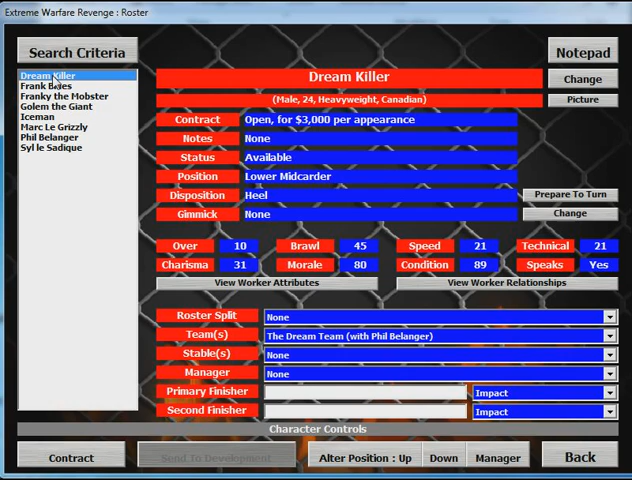 Extreme Warfare Revenge : Roster
Search Criteria
Notepad
Dream Killer
Frank Blues
Franky the Mobster
Golem the Giant
Iceman
Marc Le Grizzly
Phil Belanger
Syl le Sadique
Dream Killer
Change
(Male, 24, Heavyweight, Canadian)
Picture
Contract Open, for $3,000 per appearance
Notes None
Status Available
Position Lower Midcarder
Disposition Heel Prepare To Turn
Gimmick None Change
Over 10 Brawl 45 Speed 21 Technical 21
Charisma 31 Morale 80 Condition 89 Speaks Yes
View Worker Attributes View Worker Relationships
Roster Split None
Team(s) The Dream Team (with Phil Belanger)
Stable(s) None
Manager None
Primary Finisher Impact
Second Finisher Impact
Character Controls
Contract Send To Development Alter Position : Up Down Manager Back